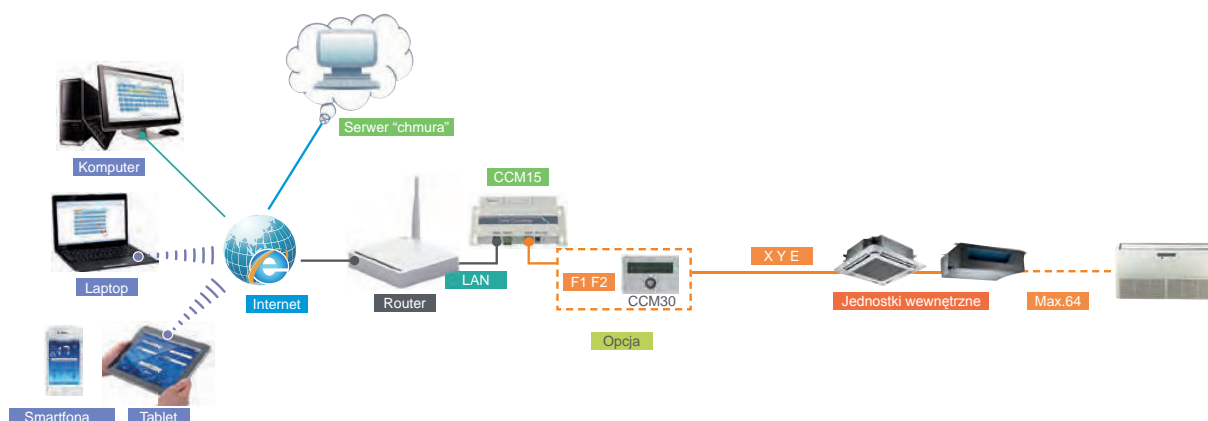 Serwer “chmura”
Komputer
CCM15
Laptop
Internet
Router
LAN
F1 F2
CCM30
X Y E
Jednostki wewnętrzne
Max.64
Opcja
Smartfona
Tablet